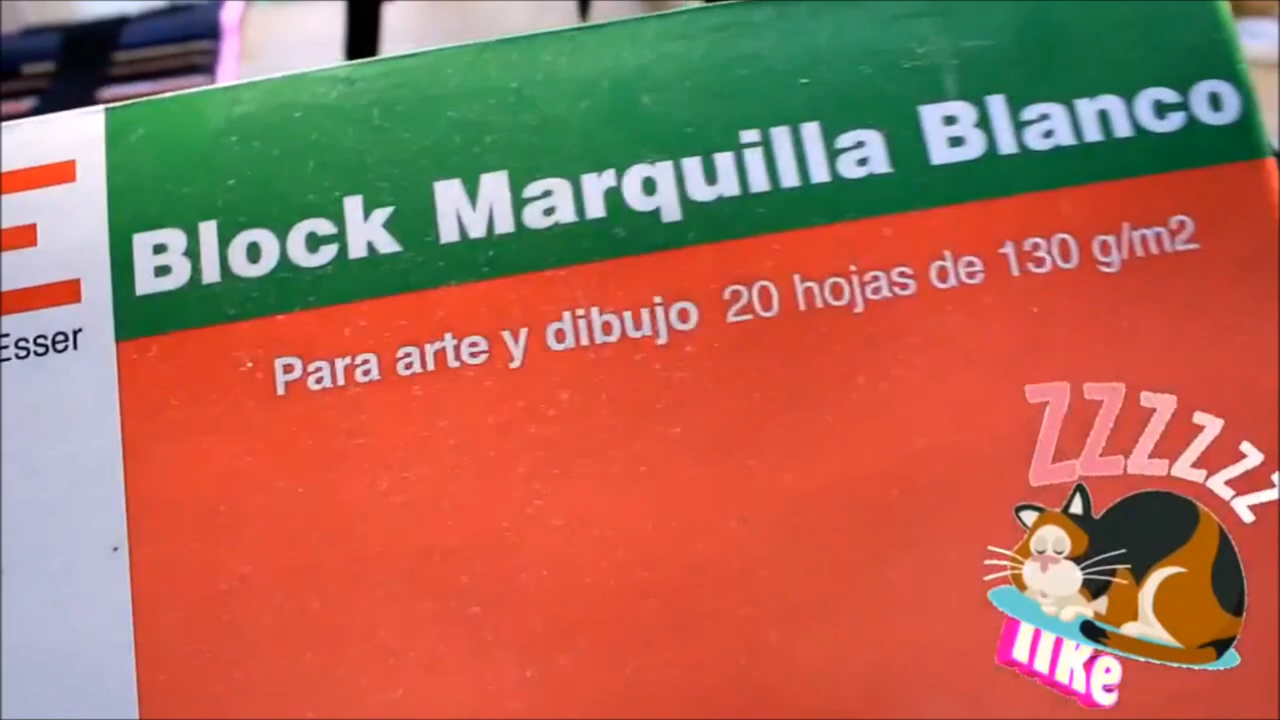 Block Marquilla Blanco
Para arte y dibujo 20 hojas de 130 g/m2
E
Esser
ZZZZZZ
like